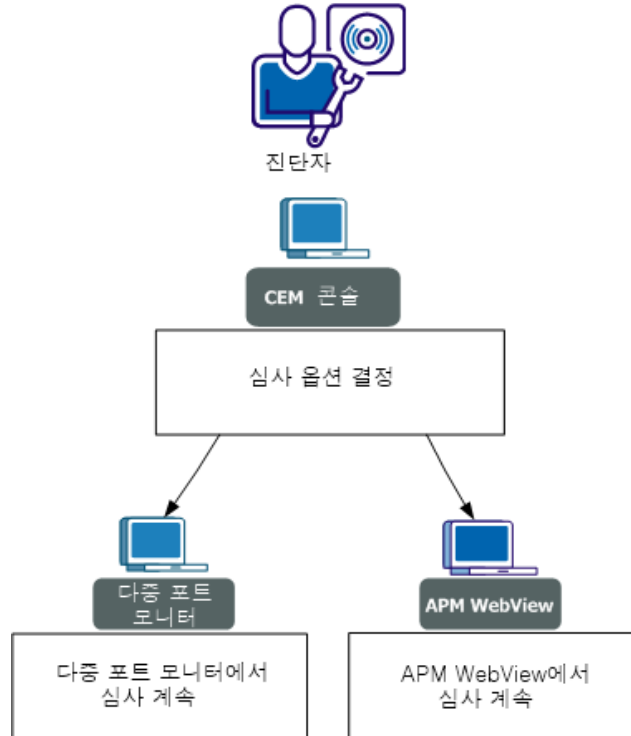 진단자
CEM 콘솔
심사 옵션 결정
다중 포트
모니터
APM WebView
다중 포트 모니터에서
심사 계속
APM WebView에서
심사 계속